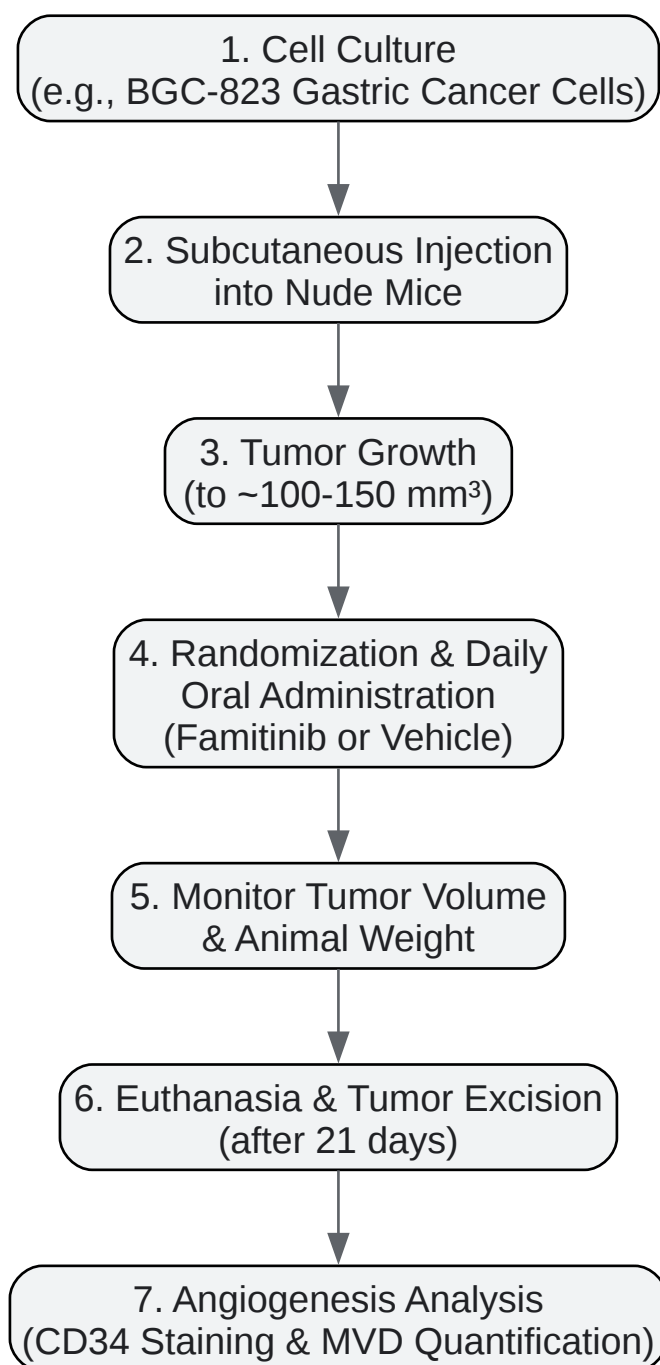 1. Cell Culture
(e.g., BGC-823 Gastric Cancer Cells)
2. Subcutaneous Injection
into Nude Mice
3. Tumor Growth
(to ~100-150 mm³)
4. Randomization & Daily
Oral Administration
(Famitinib or Vehicle)
5. Monitor Tumor Volume
& Animal Weight
6. Euthanasia & Tumor Excision
(after 21 days)
7. Angiogenesis Analysis
(CD34 Staining & MVD Quantification)